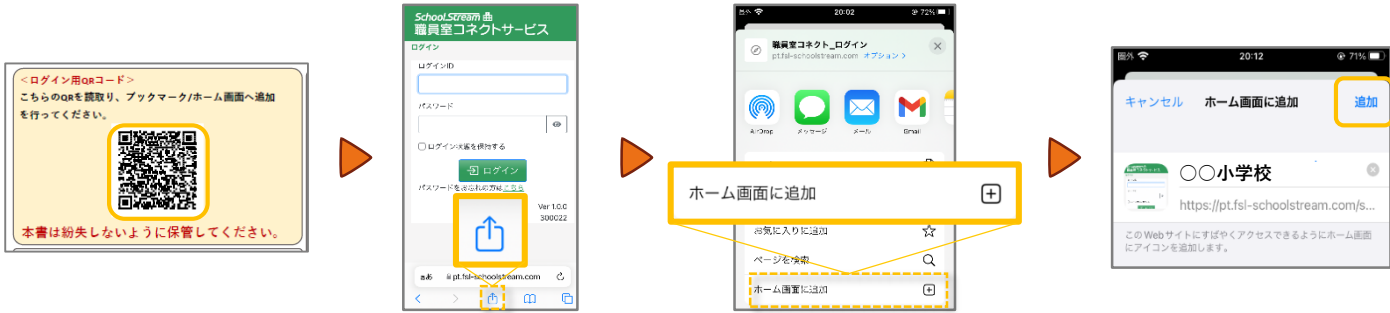 <ログイン用QRコード>
こちらのQRを読取り、ブックマーク/ホーム画面へ追加
を行ってください。
本書は紛失しないように保管してください。
School Stream
職員室コネクトサービス
ログイン
ログインID
パスワード
ログイン状態を保持する
ログイン
パスワードをお忘れの方はこちら
Ver 1.0.0
300022
ああ pt.fsl-schoolstream.com
圏外 20:02 72%
職員室コネクト_ログイン
pt.fsl-schoolstream.com オプション >
AirDrop メッセージ メール Gmail
ホーム画面に追加
お気に入りに追加
ページを検索
ホーム画面に追加
圏外 20:12 71%
キャンセル ホーム画面に追加 追加
〇〇小学校
https://pt.fsl-schoolstream.com/s...
このWebサイトにすばやくアクセスできるようにホーム画面
にアイコンを追加します。